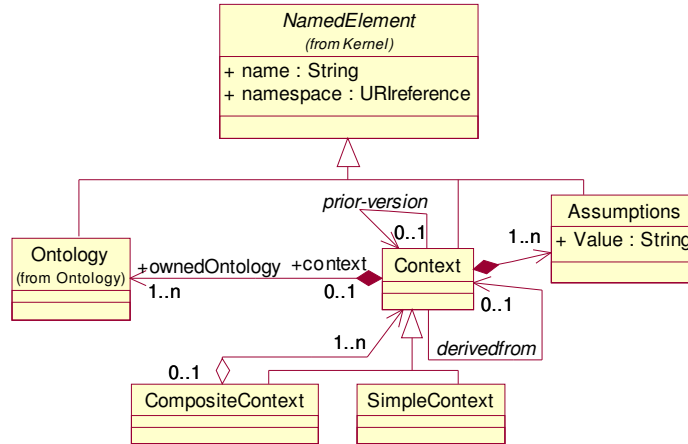 NamedElement
(from Kernel)
+ name : String
+ namespace : URIreference
prior-version
0..1
Assumptions
+ Value : String
1..n
Ontology
(from Ontology)
+ownedOntology
1..n
+context
0..1
Context
0..1
derivedfrom
1..n
0..1
CompositeContext
SimpleContext